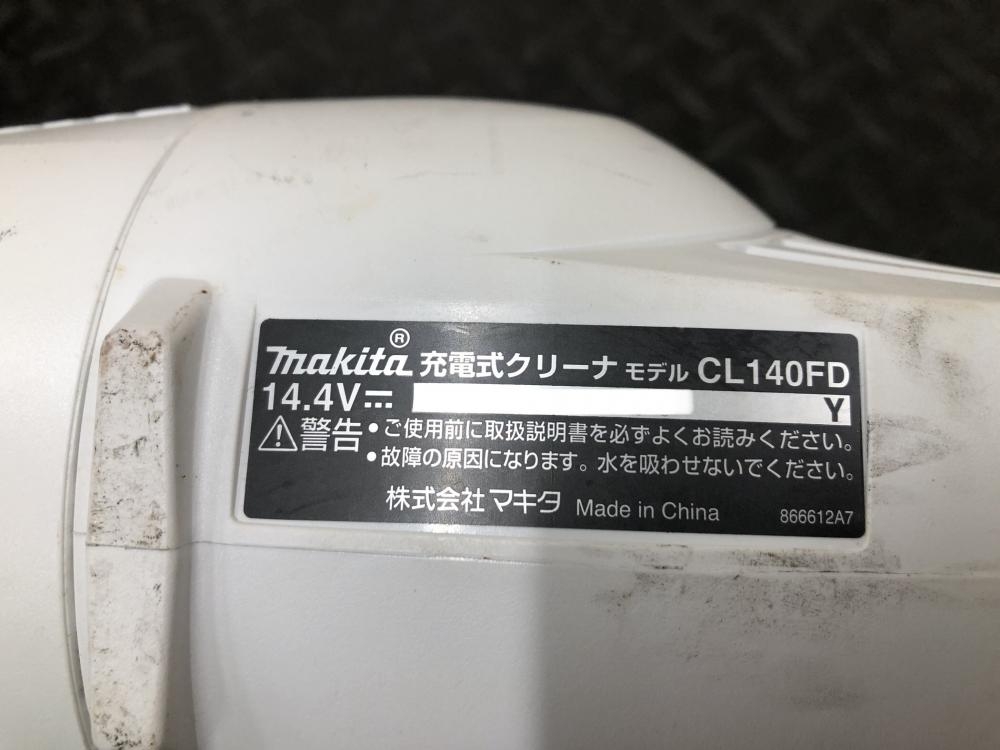 makita® 充電式クリーナ モデル CL140FD
14.4V⎓ Y
⚠警告 •ご使用前に取扱説明書を必ずよくお読みください。
•故障の原因になります。水を吸わせないでください。
株式会社 マキタ Made in China 866612A7